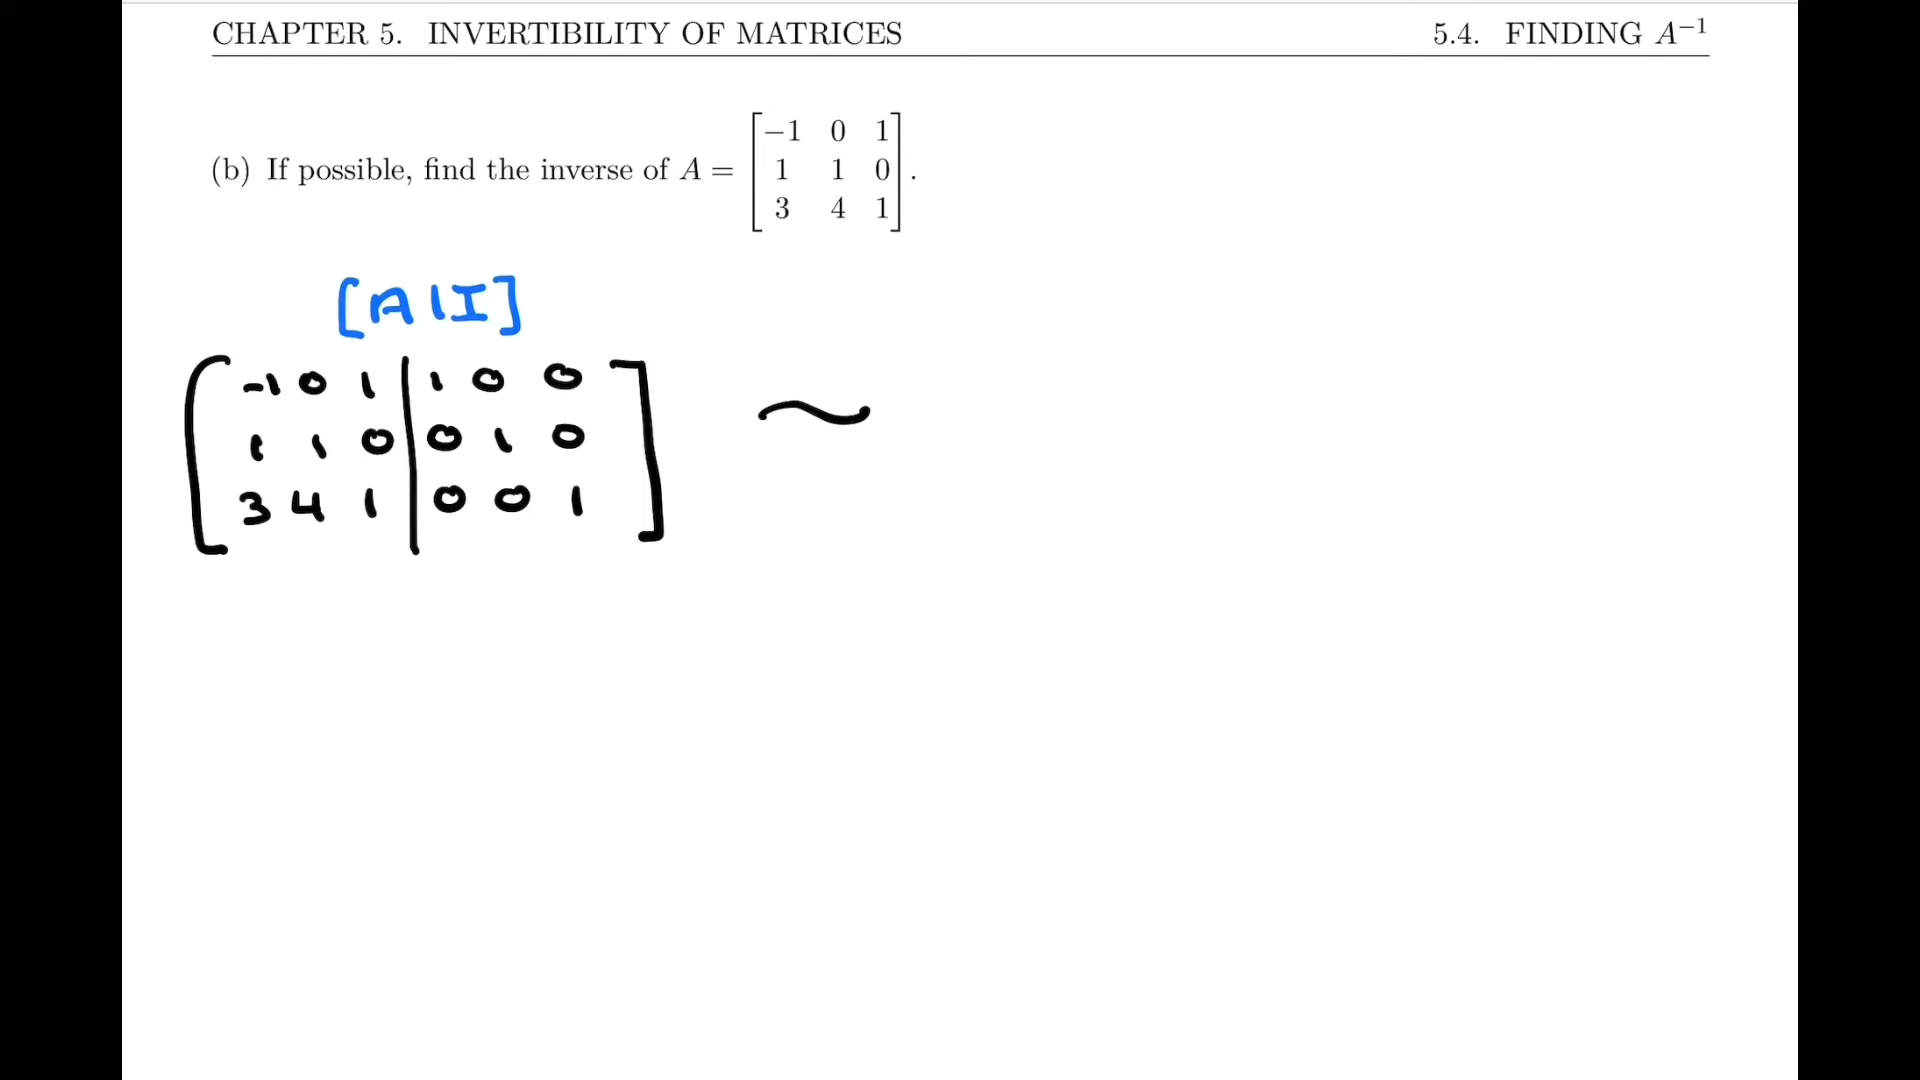 CHAPTER 5. INVERTIBILITY OF MATRICES 5.4. FINDING A⁻¹
(b) If possible, find the inverse of A = [−1 0 1
1 1 0
3 4 1].
[A|I]
[-1 0 1 | 1 0 0
1 1 0 | 0 1 0
3 4 1 | 0 0 1] ~